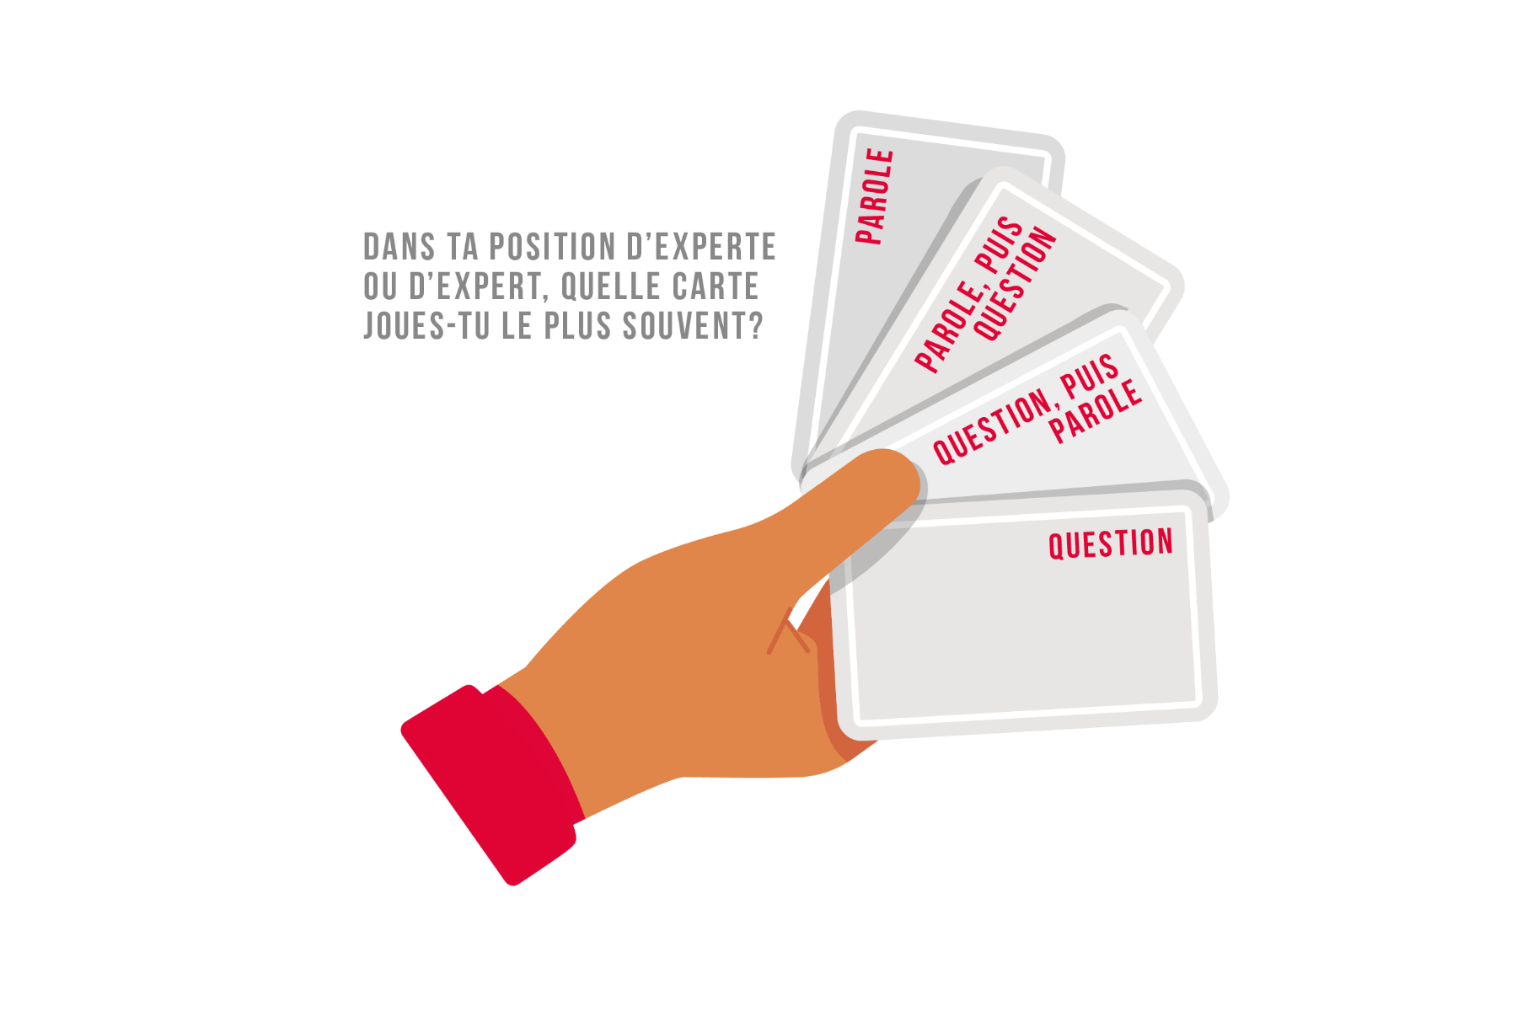 DANS TA POSITION D’EXPERTE
OU D’EXPERT, QUELLE CARTE
JOUES-TU LE PLUS SOUVENT?
PAROLE
PAROLE, PUIS
QUESTION
QUESTION, PUIS
PAROLE
QUESTION